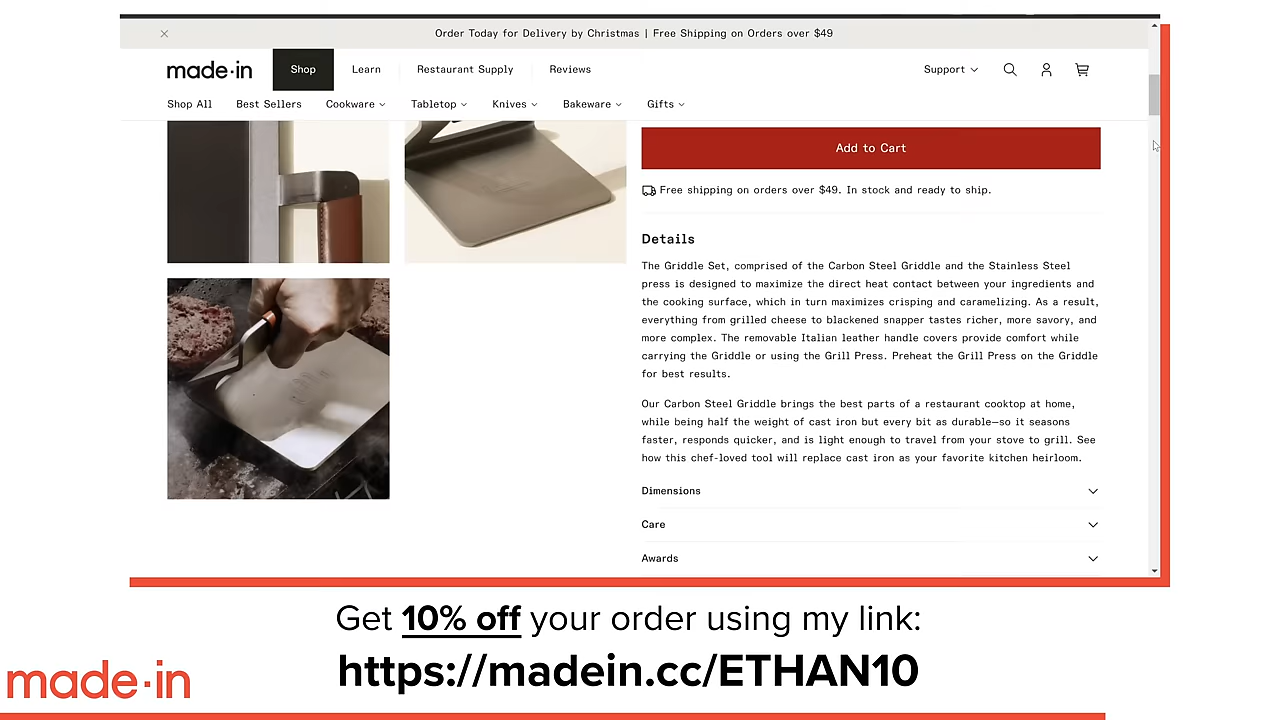 Order Today for Delivery by Christmas | Free Shipping on Orders over $49
made·in
Shop
Learn
Restaurant Supply
Reviews
Support
Shop All
Best Sellers
Cookware
Tabletop
Knives
Bakeware
Gifts
Add to Cart
Free shipping on orders over $49. In stock and ready to ship.
Details
The Griddle Set, comprised of the Carbon Steel Griddle and the Stainless Steel
press is designed to maximize the direct heat contact between your ingredients and
the cooking surface, which in turn maximizes crisping and caramelizing. As a result,
everything from grilled cheese to blackened snapper tastes richer, more savory, and
more complex. The removable Italian leather handle covers provide comfort while
carrying the Griddle or using the Grill Press. Preheat the Grill Press on the Griddle
for best results.
Our Carbon Steel Griddle brings the best parts of a restaurant cooktop at home,
while being half the weight of cast iron but every bit as durable—so it seasons
faster, responds quicker, and is light enough to travel from your stove to grill. See
how this chef-loved tool will replace cast iron as your favorite kitchen heirloom.
Dimensions
Care
Awards
Get 10% off your order using my link:
https://madein.cc/ETHAN10
made·in